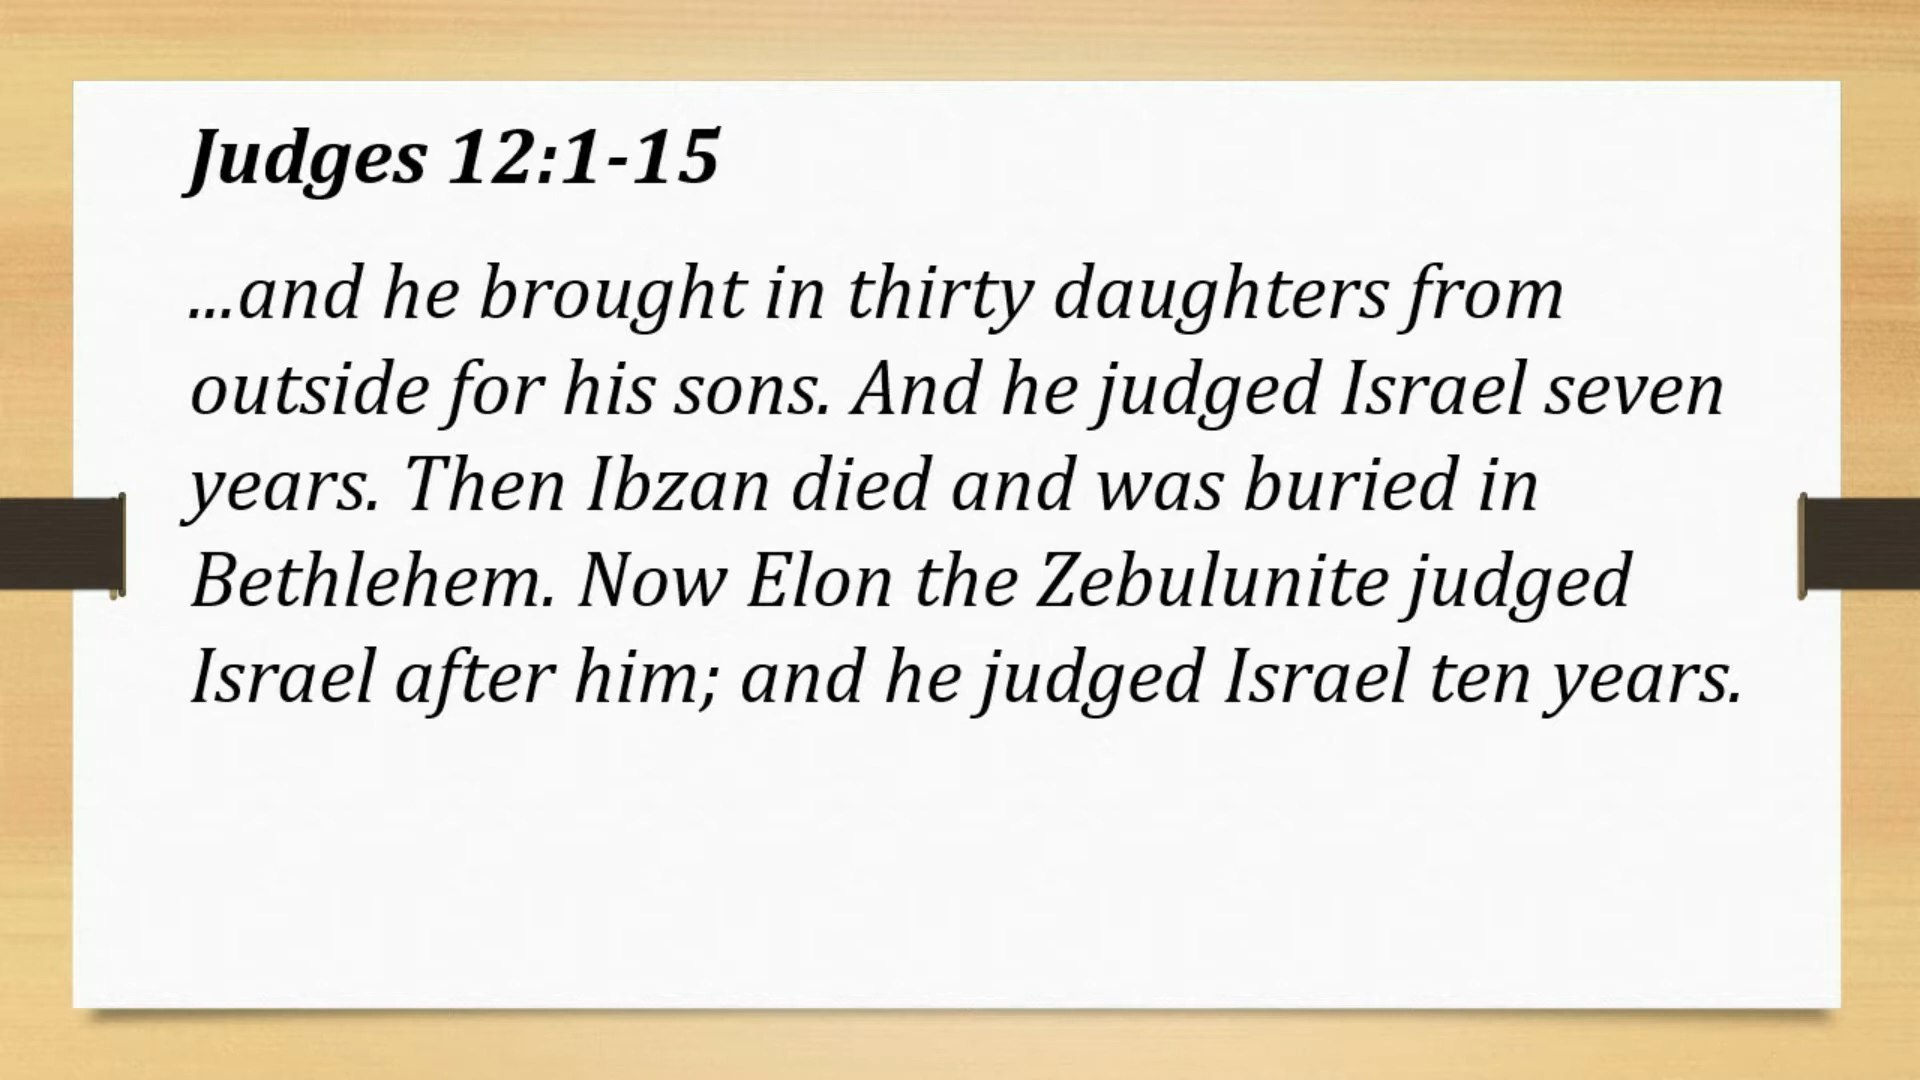 Judges 12:1-15
...and he brought in thirty daughters from
outside for his sons. And he judged Israel seven
years. Then Ibzan died and was buried in
Bethlehem. Now Elon the Zebulunite judged
Israel after him; and he judged Israel ten years.